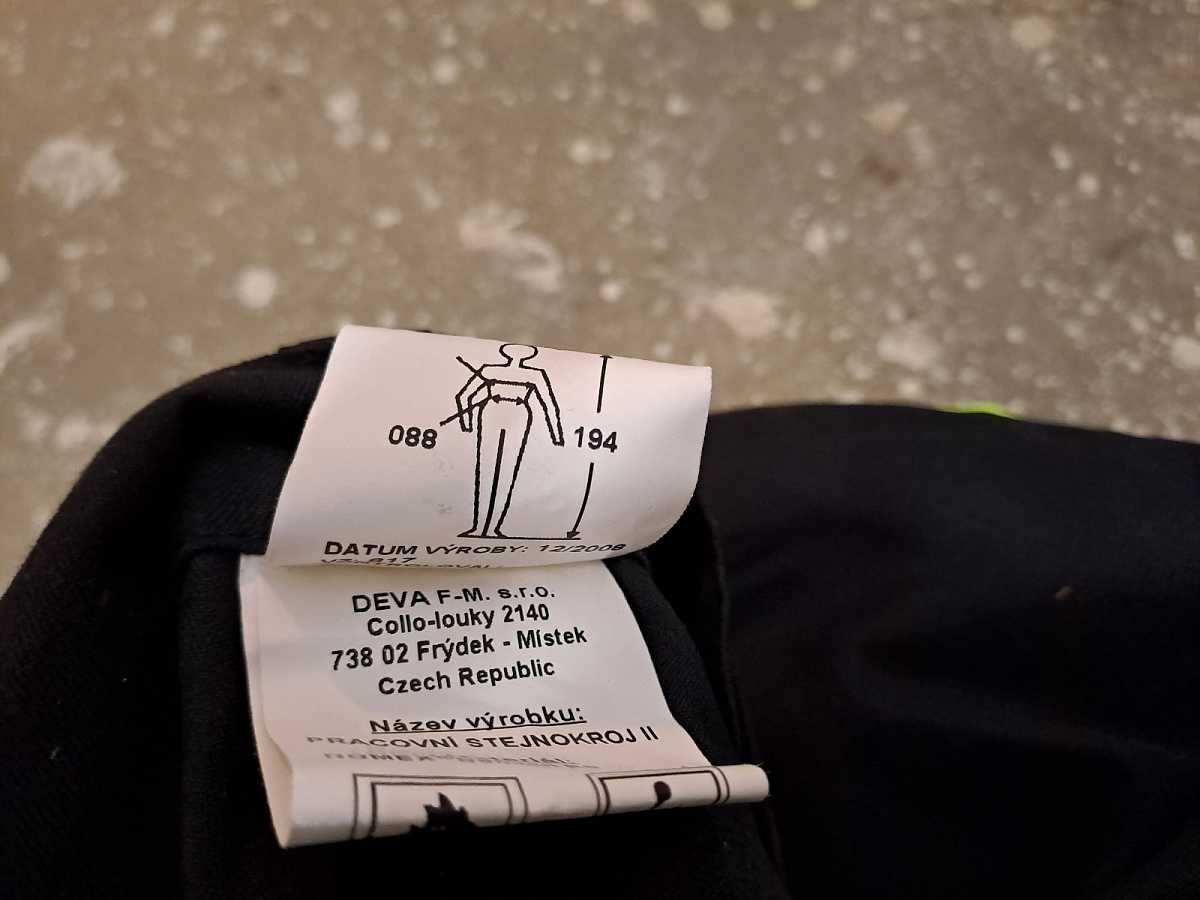 088
194
DATUM VÝROBY: 12/2008
DEVA F-M. s.r.o.
Collo-louky 2140
738 02 Frýdek - Místek
Czech Republic
Název výrobku:
PRACOVNÍ STEJNOKROJ II